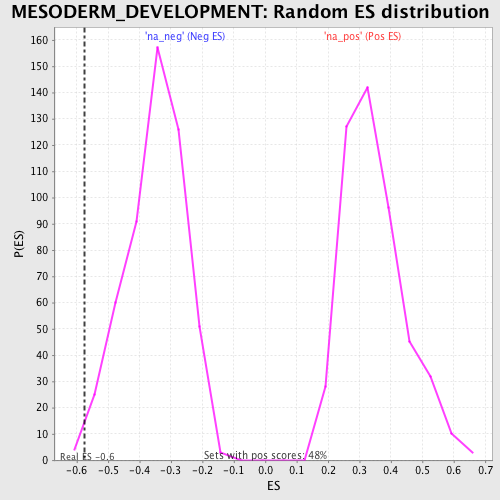 MESODERM_DEVELOPMENT: Random ES distribution
'na_neg' (Neg ES)
'na_pos' (Pos ES)
P(ES)
160
150
140
130
120
110
100
90
80
70
60
50
40
30
20
10
0
Real ES -0.6
Sets with pos scores: 48%
-0.6 -0.5 -0.4 -0.3 -0.2 -0.1 0.0 0.1 0.2 0.3 0.4 0.5 0.6 0.7
ES